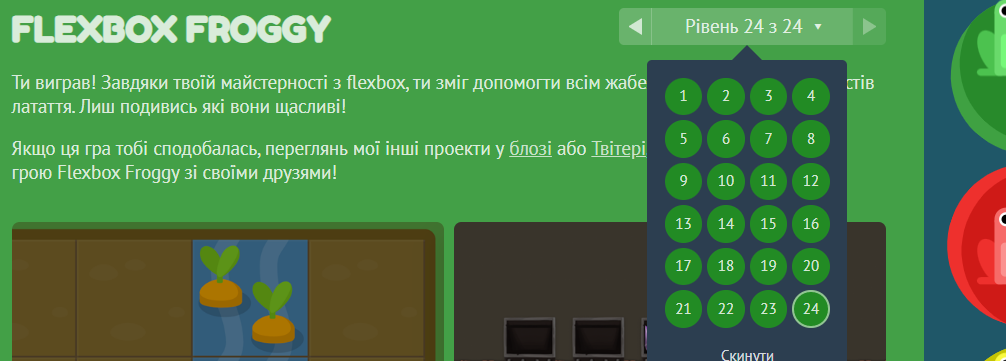 FLEXBOX FROGGY
Рівень 24 з 24
Ти виграв! Завдяки твоїй майстерності з flexbox, ти зміг допомогти всім жабе
латаття. Лиш подивись які вони щасливі!
Якщо ця гра тобі сподобалась, переглянь мої інші проекти у блозі або Твітері
грою Flexbox Froggy зі своїми друзями!
1 2 3 4
5 6 7 8
9 10 11 12
13 14 15 16
17 18 19 20
21 22 23 24
Скинути